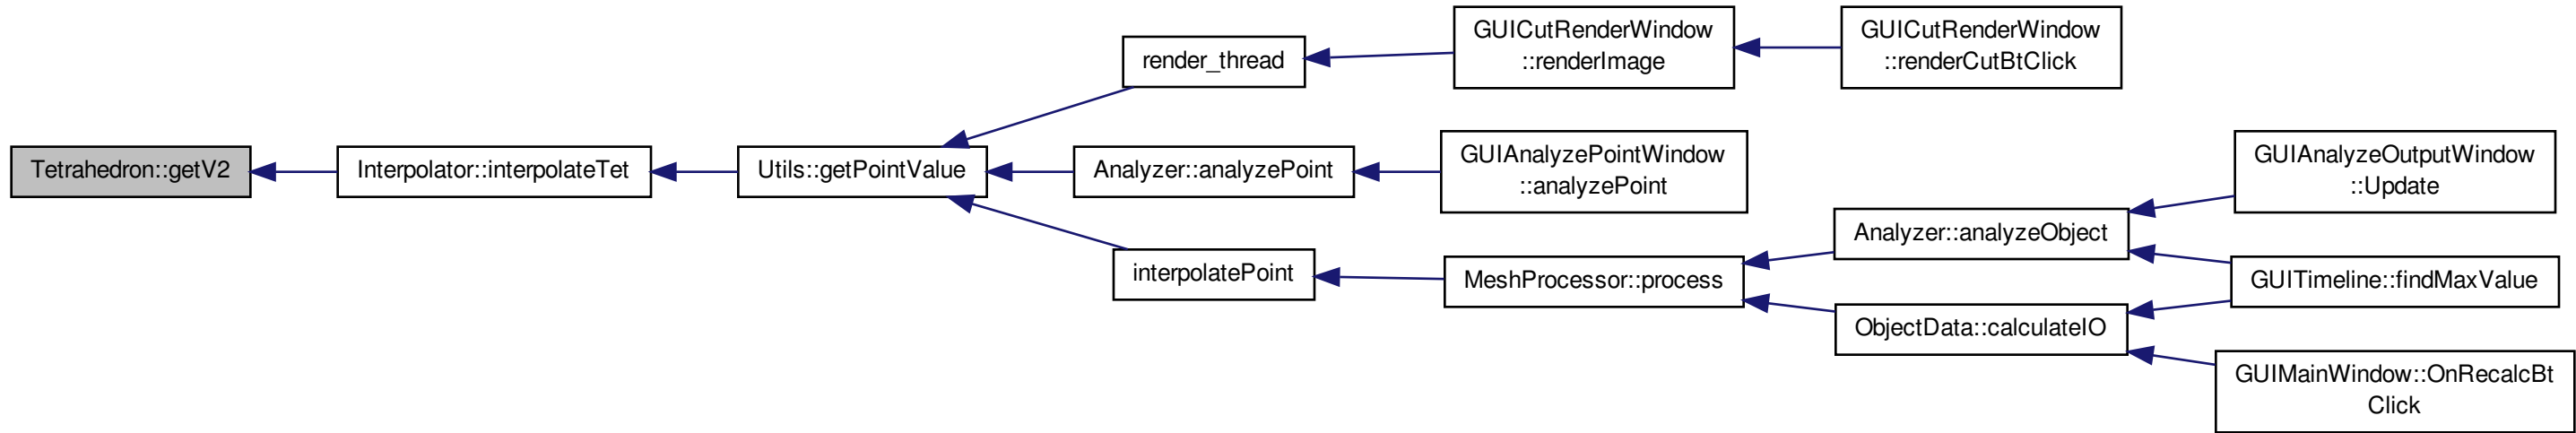 Tetrahedron::getV2
Interpolator::interpolateTet
Utils::getPointValue
render_thread
GUICutRenderWindow
::renderImage
GUICutRenderWindow
::renderCutBtClick
Analyzer::analyzePoint
GUIAnalyzePointWindow
::analyzePoint
interpolatePoint
MeshProcessor::process
Analyzer::analyzeObject
GUIAnalyzeOutputWindow
::Update
GUITimeline::findMaxValue
ObjectData::calculateIO
GUIMainWindow::OnRecalcBt
Click